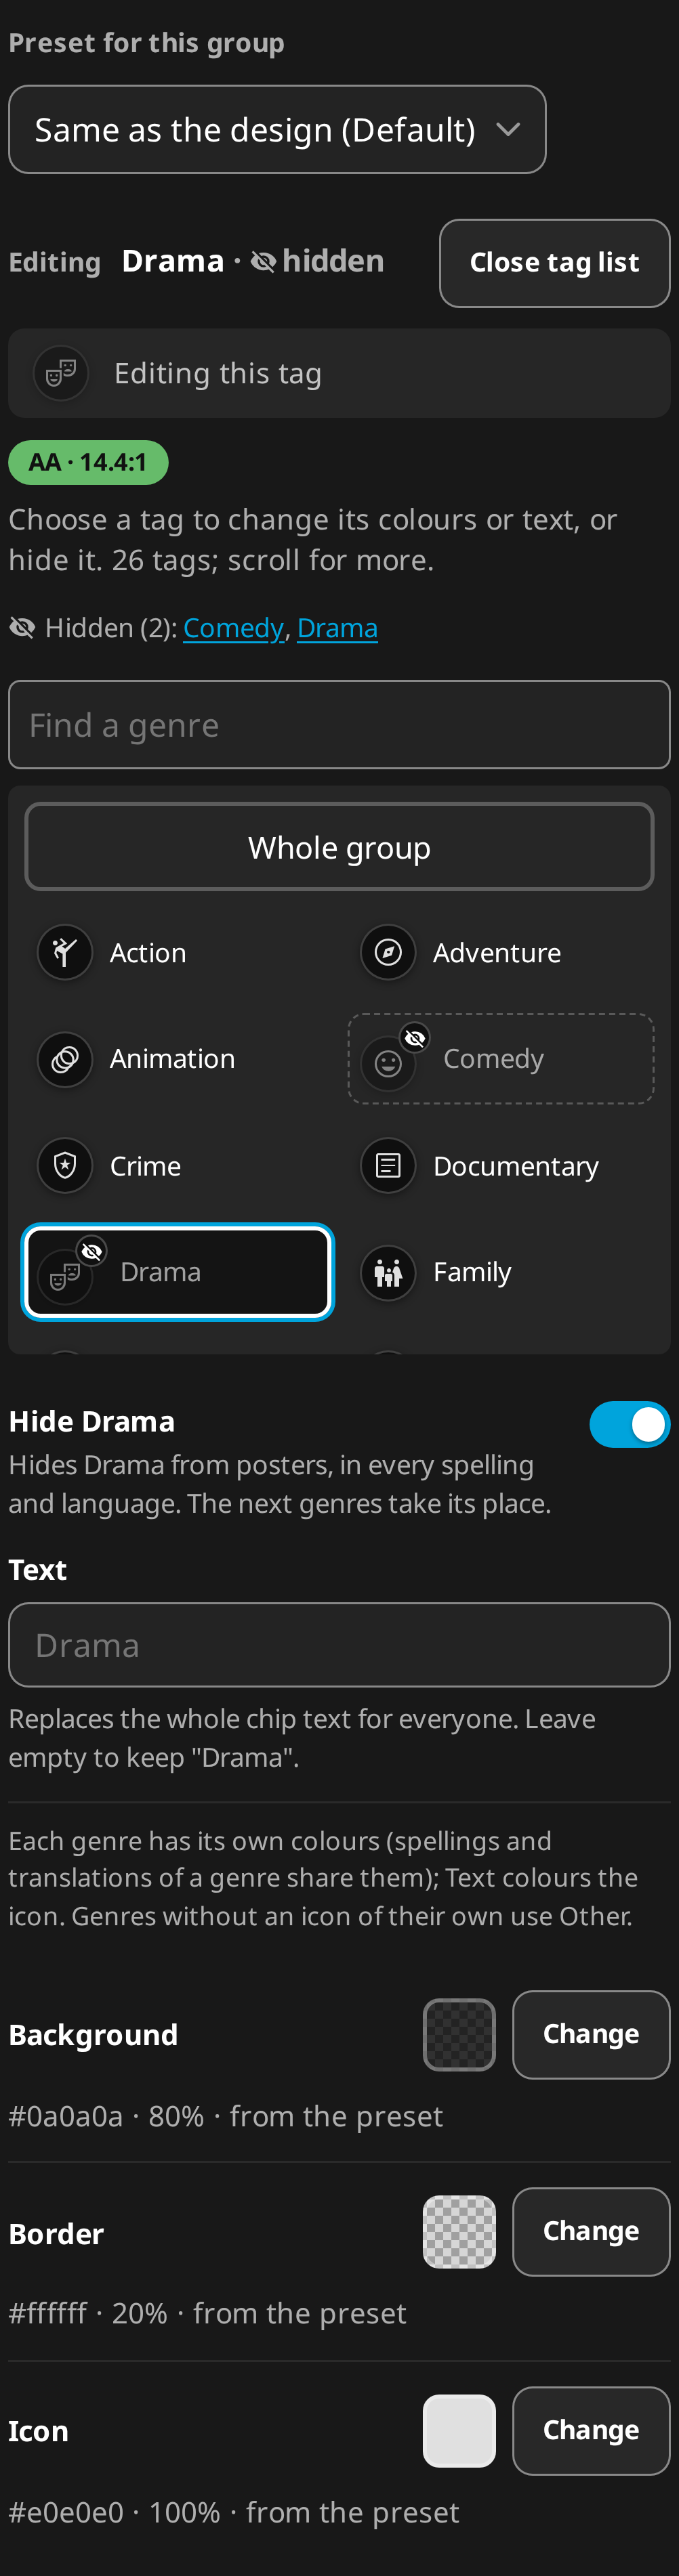 Preset for this group
Same as the design (Default)
Editing Drama · hidden
Close tag list
Editing this tag
AA · 14.4:1
Choose a tag to change its colours or text, or
hide it. 26 tags; scroll for more.
Hidden (2): Comedy, Drama
Find a genre
Whole group
Action
Adventure
Animation
Comedy
Crime
Documentary
Drama
Family
Hide Drama
Hides Drama from posters, in every spelling
and language. The next genres take its place.
Text
Drama
Replaces the whole chip text for everyone. Leave
empty to keep "Drama".
Each genre has its own colours (spellings and
translations of a genre share them); Text colours the
icon. Genres without an icon of their own use Other.
Background
Change
#0a0a0a · 80% · from the preset
Border
Change
#ffffff · 20% · from the preset
Icon
Change
#e0e0e0 · 100% · from the preset